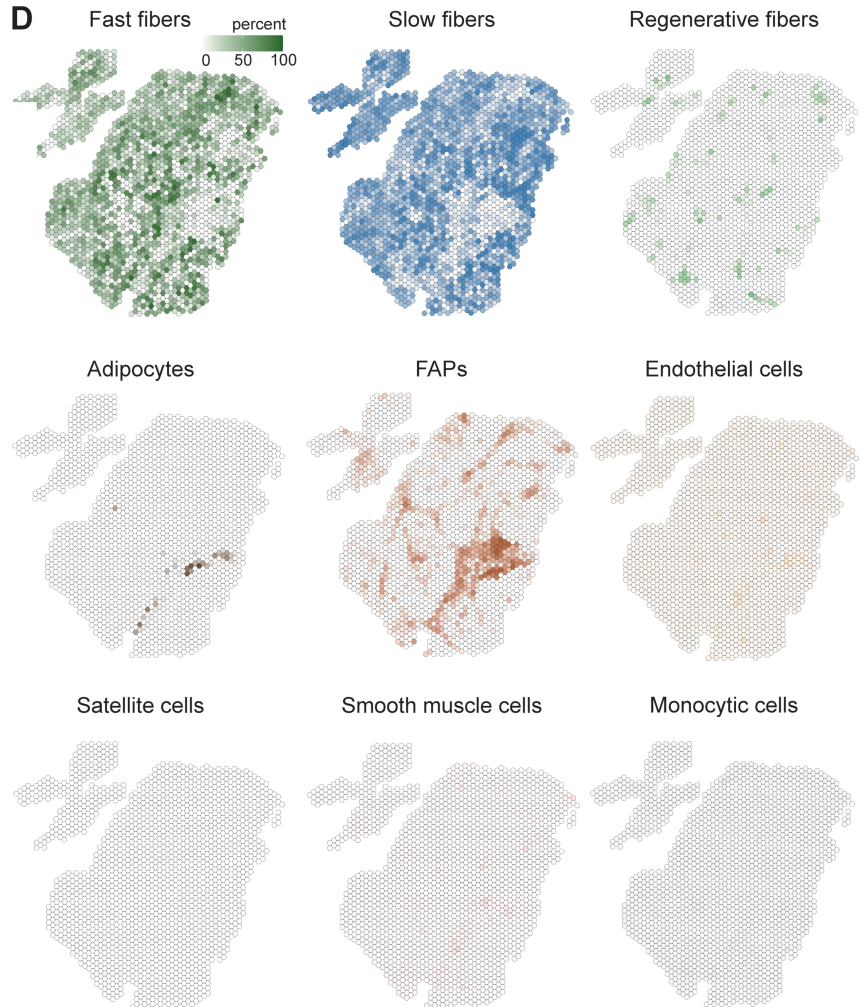 D
Fast fibers
percent
0 50 100
Slow fibers
Regenerative fibers
Adipocytes
FAPs
Endothelial cells
Satellite cells
Smooth muscle cells
Monocytic cells